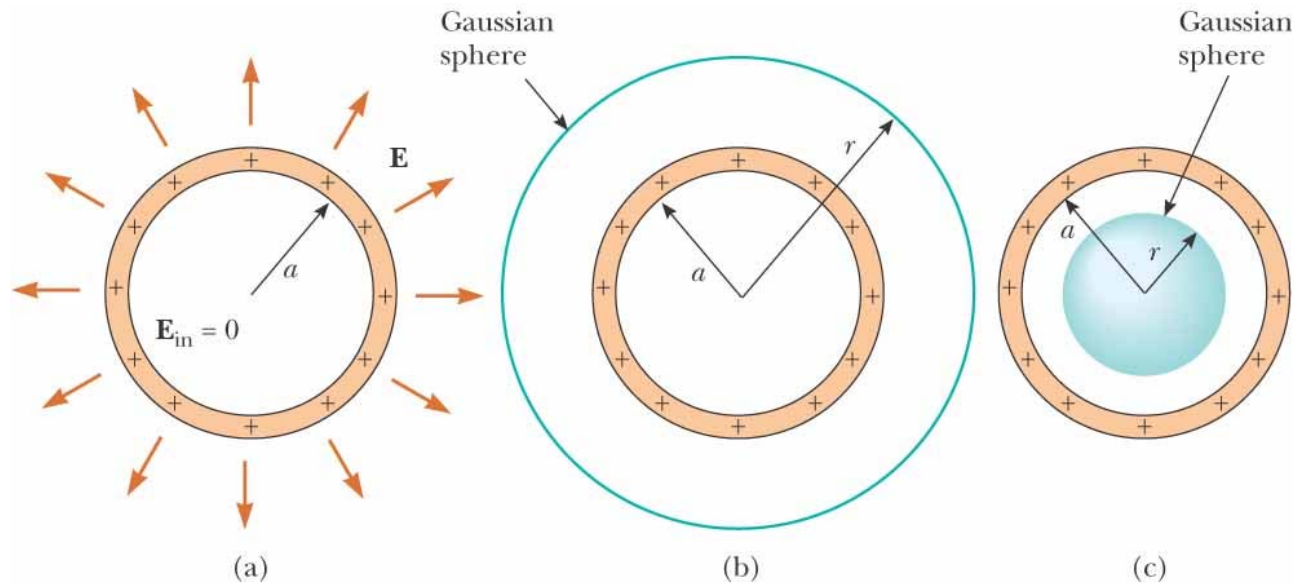 Gaussian
sphere
E
a
E_in = 0
+ + + + + + + + + + + +
(a)
r
a
+ + + + + + + + + + + +
(b)
Gaussian
sphere
a
r
+ + + + + + + + + + + +
(c)